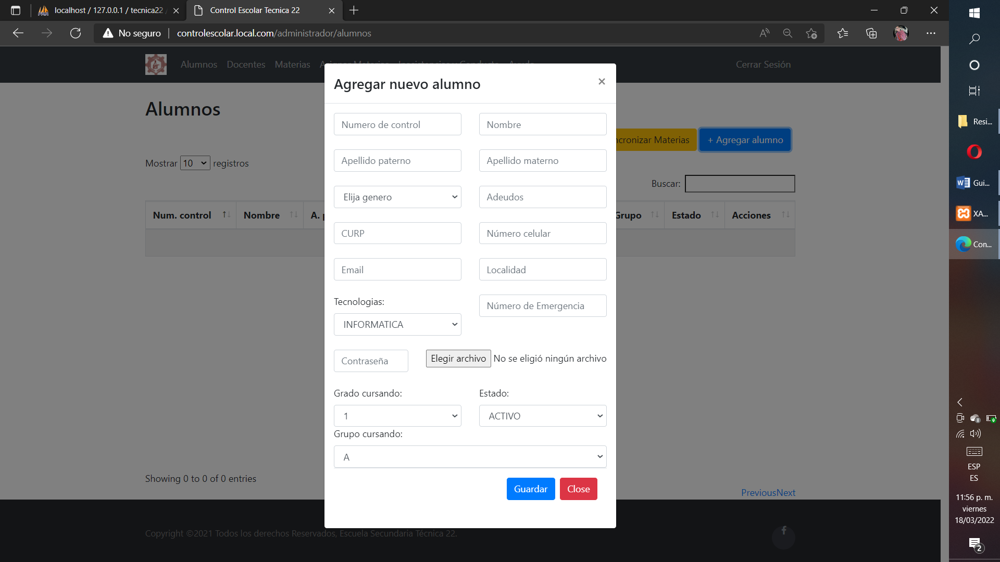 localhost / 127.0.0.1 / tecnica22
Control Escolar Tecnica 22
No seguro
controlescolar.local.com/administrador/alumnos
Alumnos Docentes Materias
Cerrar Sesión
Agregar nuevo alumno
×
Alumnos
Numero de control
Nombre
ncronizar Materias
+ Agregar alumno
Mostrar 10 registros
Apellido paterno
Apellido materno
Buscar:
Elija genero
Adeudos
Num. control
Nombre
A.
Grupo
Estado
Acciones
CURP
Número celular
Email
Localidad
Tecnologias:
Número de Emergencia
INFORMATICA
Contraseña
Elegir archivo No se eligió ningún archivo
Grado cursando:
Estado:
1
ACTIVO
Grupo cursando:
A
Showing 0 to 0 of 0 entries
Guardar
Close
PreviousNext
Copyright ©2021 Todos los derechos Reservados, Escuela Secundaria Técnica 22.
Resi...
Gui...
XA...
Con...
ESP
ES
11:56 p. m.
viernes
18/03/2022
2